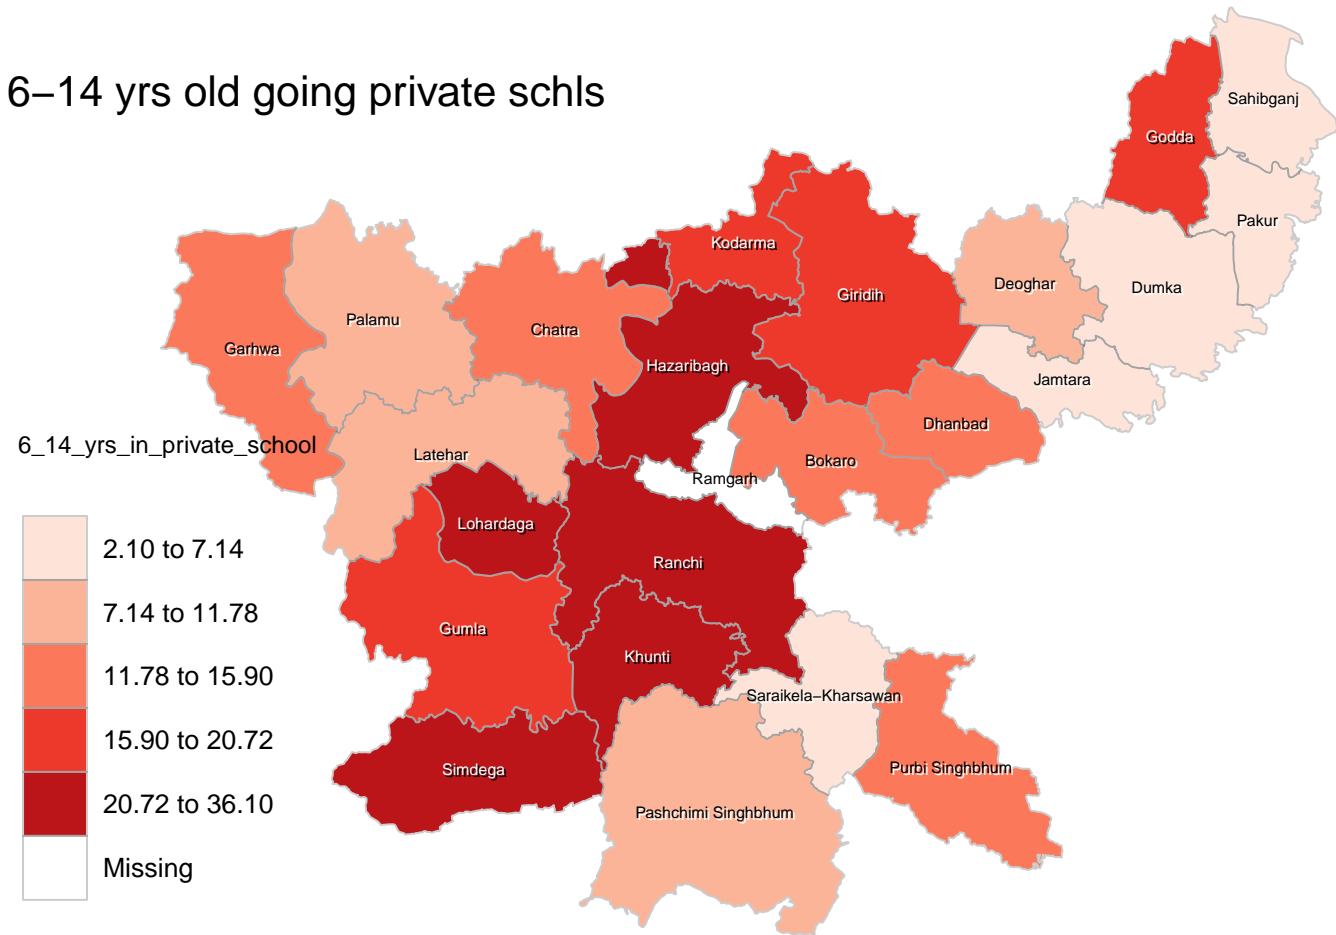 6–14 yrs old going private schls
Sahibganj
Godda
Pakur
Kodarma
Deoghar
Dumka
Giridih
Palamu
Chatra
Garhwa
Hazaribagh
Jamtara
Dhanbad
6_14_yrs_in_private_school
Latehar
Bokaro
Ramgarh
Lohardaga
2.10 to 7.14
Ranchi
7.14 to 11.78
Gumla
Khunti
11.78 to 15.90
Saraikela–Kharsawan
15.90 to 20.72
Simdega
Purbi Singhbhum
20.72 to 36.10
Pashchimi Singhbhum
Missing